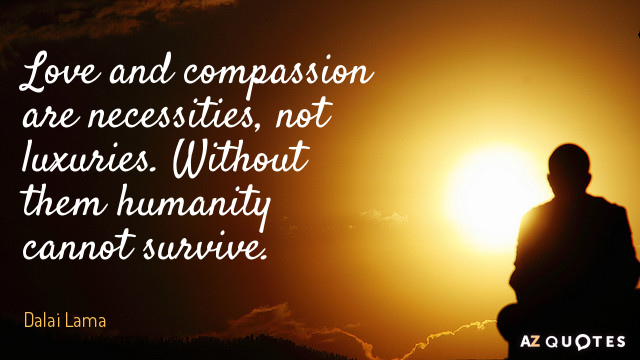 Love and compassion
are necessities, not
luxuries. Without
them humanity
cannot survive.
Dalai Lama
AZ QUOTES